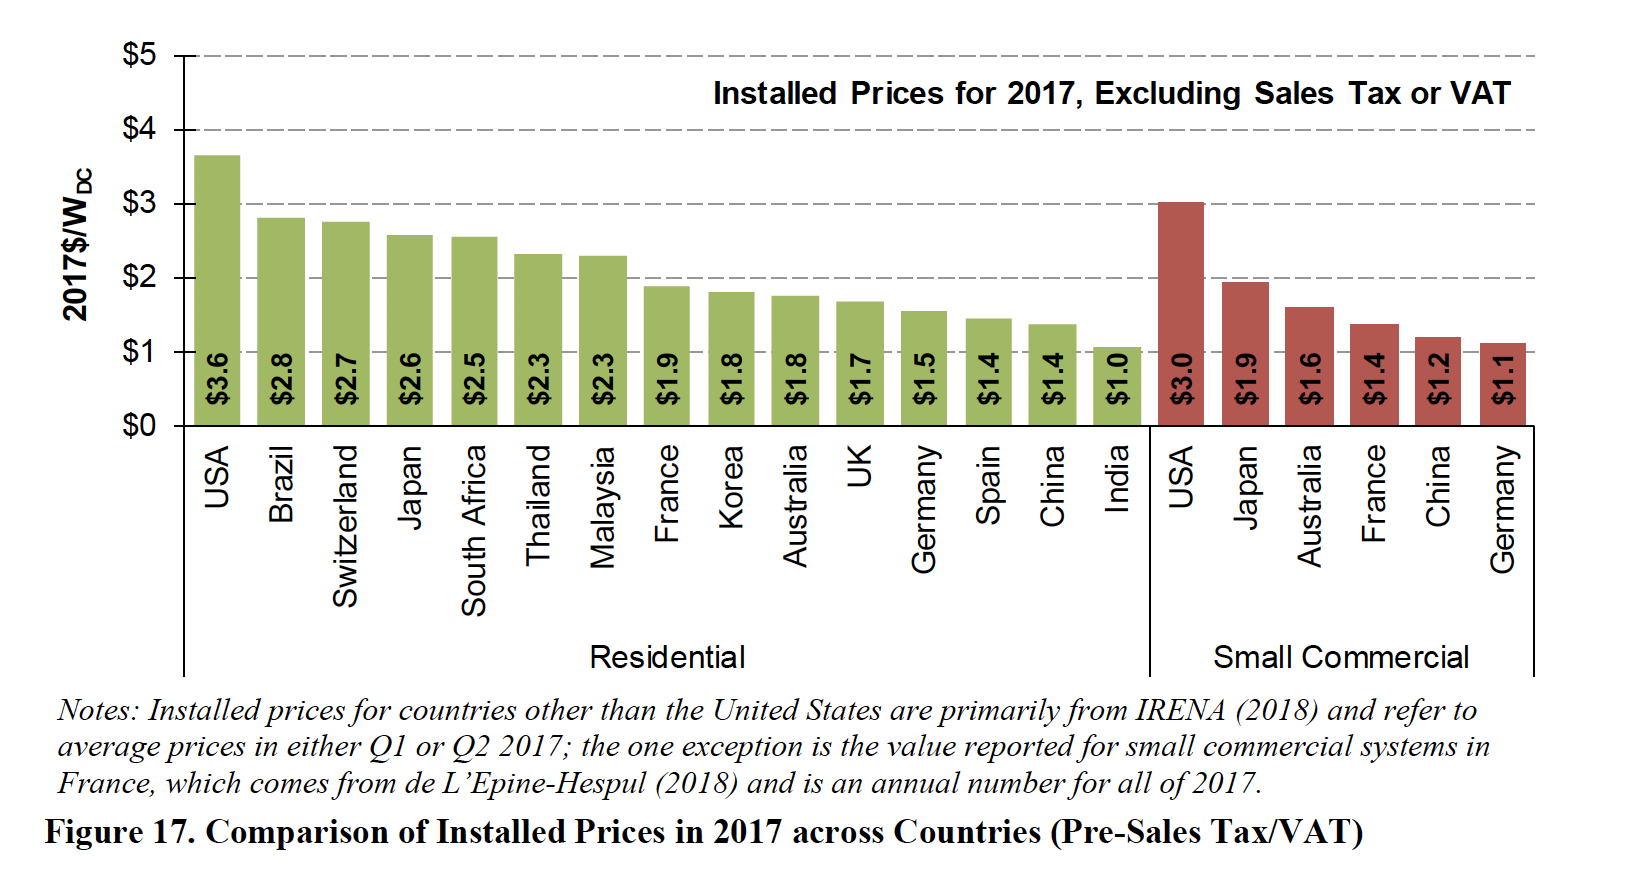 Installed Prices for 2017, Excluding Sales Tax or VAT
2017$/WDC
$5
$4
$3
$2
$1
$0
$3.6
$2.8
$2.7
$2.6
$2.5
$2.3
$2.3
$1.9
$1.8
$1.8
$1.7
$1.5
$1.4
$1.4
$1.0
$3.0
$1.9
$1.6
$1.4
$1.2
$1.1
USA
Brazil
Switzerland
Japan
South Africa
Thailand
Malaysia
France
Korea
Australia
UK
Germany
Spain
China
India
USA
Japan
Australia
France
China
Germany
Residential
Small Commercial
Notes: Installed prices for countries other than the United States are primarily from IRENA (2018) and refer to
average prices in either Q1 or Q2 2017; the one exception is the value reported for small commercial systems in
France, which comes from de L’Epine-Hespul (2018) and is an annual number for all of 2017.
Figure 17. Comparison of Installed Prices in 2017 across Countries (Pre-Sales Tax/VAT)